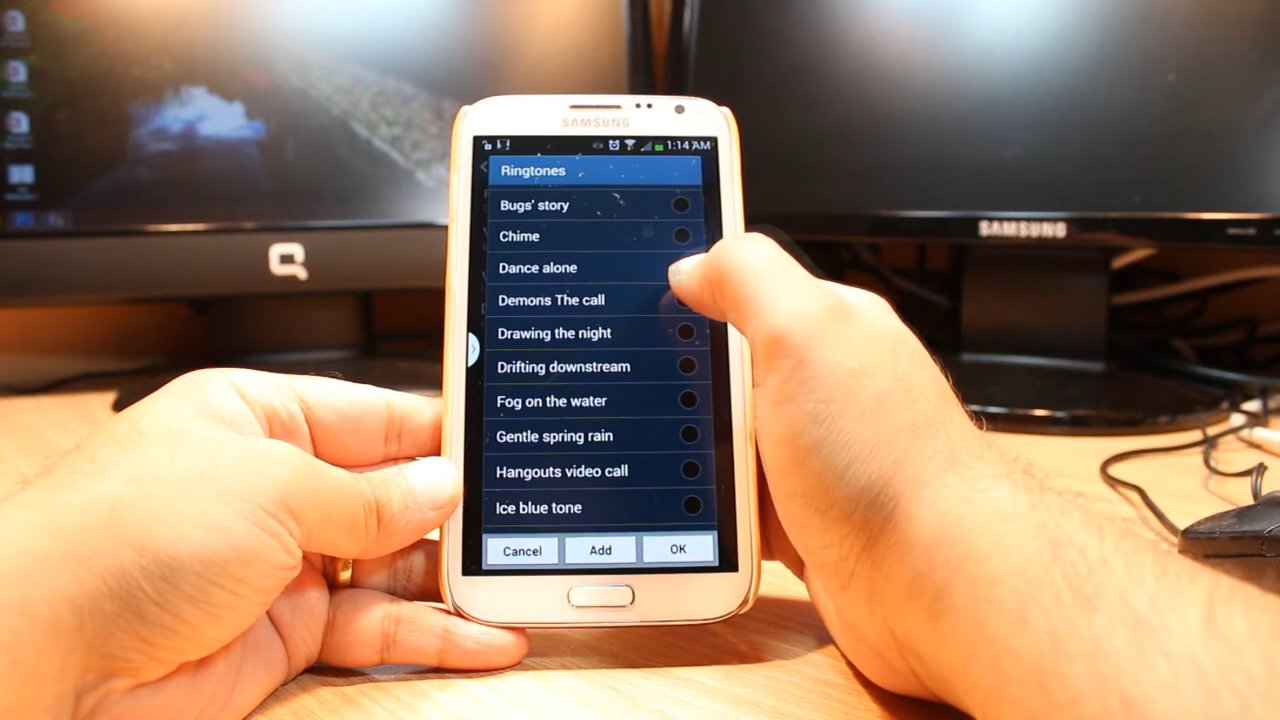 SAMSUNG
1:14 AM
Ringtones
Bugs' story
Chime
Dance alone
Demons The call
Drawing the night
Drifting downstream
Fog on the water
Gentle spring rain
Hangouts video call
Ice blue tone
Cancel Add OK
SAMSUNG